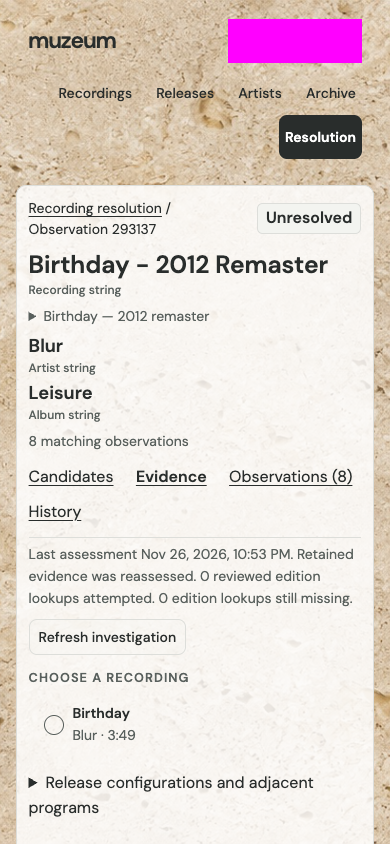 muzeum
Recordings Releases Artists Archive
Resolution
Recording resolution /
Observation 293137
Unresolved
Birthday - 2012 Remaster
Recording string
▶ Birthday — 2012 remaster
Blur
Artist string
Leisure
Album string
8 matching observations
Candidates Evidence Observations (8)
History
Last assessment Nov 26, 2026, 10:53 PM. Retained
evidence was reassessed. 0 reviewed edition
lookups attempted. 0 edition lookups still missing.
Refresh investigation
CHOOSE A RECORDING
Birthday
Blur · 3:49
▶ Release configurations and adjacent
programs